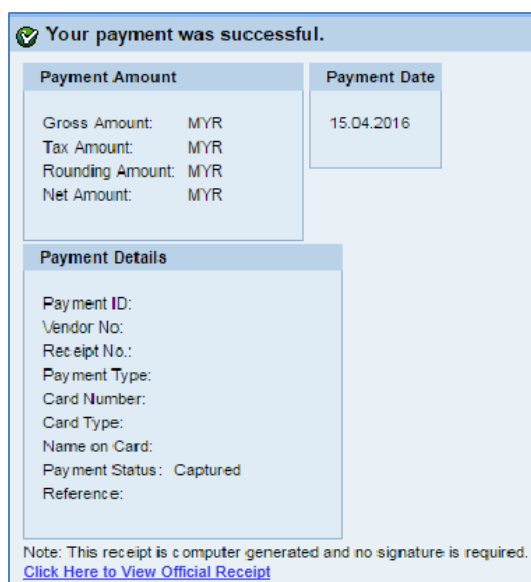 Your payment was successful.
Payment Amount
Gross Amount: MYR
Tax Amount: MYR
Rounding Amount: MYR
Net Amount: MYR
Payment Date
15.04.2016
Payment Details
Payment ID:
Vendor No:
Receipt No.:
Payment Type:
Card Number:
Card Type:
Name on Card:
Payment Status: Captured
Reference:
Note: This receipt is computer generated and no signature is required.
Click Here to View Official Receipt